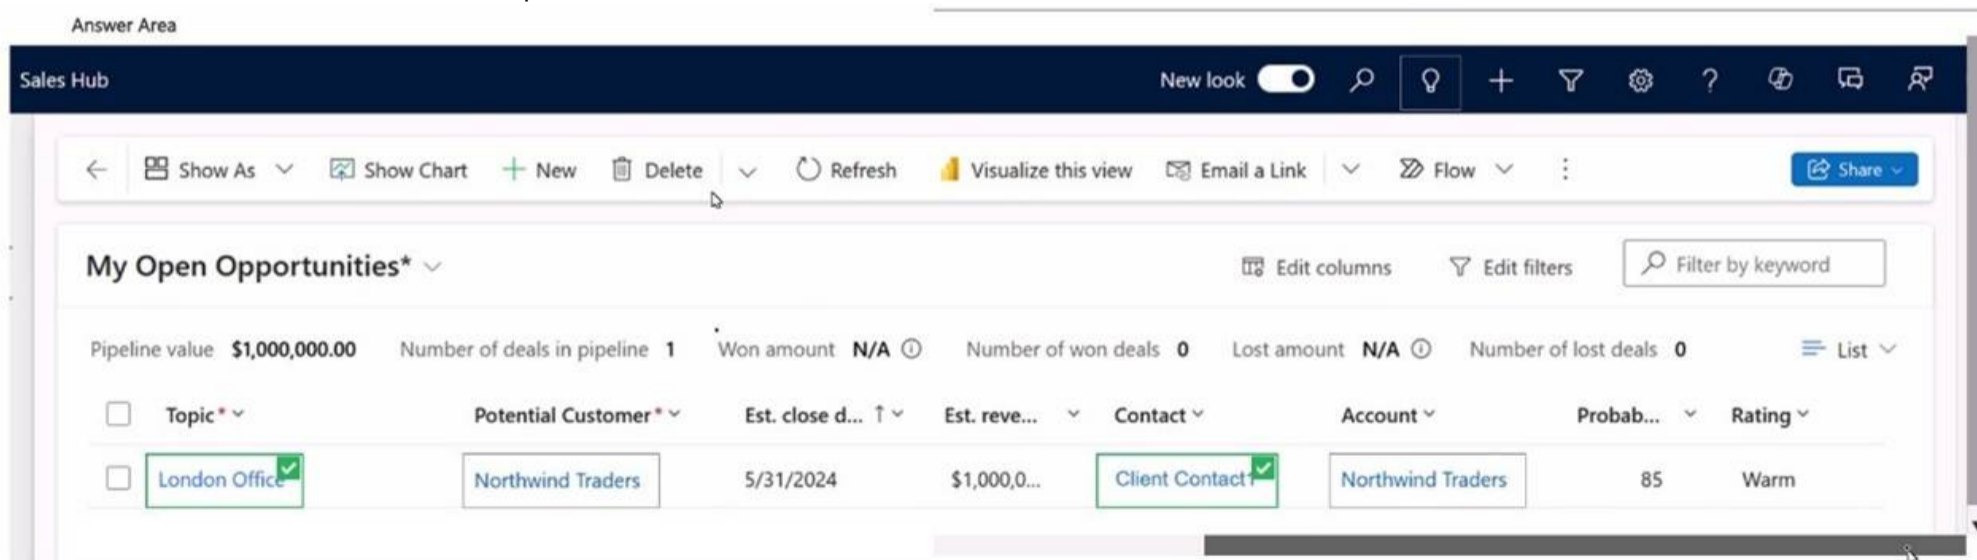 Answer Area
Sales Hub New look
Show As Show Chart New Delete Refresh Visualize this view Email a Link Flow Share
My Open Opportunities* Edit columns Edit filters Filter by keyword
Pipeline value $1,000,000.00 Number of deals in pipeline 1 Won amount N/A Number of won deals 0 Lost amount N/A Number of lost deals 0 List
Topic* Potential Customer* Est. close d... ↑ Est. reve... Contact Account Probab... Rating
London Office Northwind Traders 5/31/2024 $1,000,0... Client Contact1 Northwind Traders 85 Warm